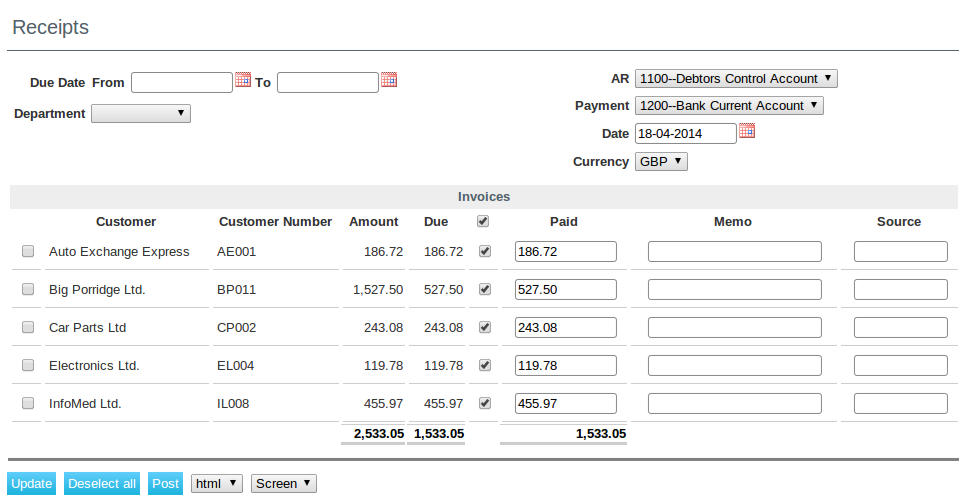 Receipts
Due Date From To
Department
AR 1100--Debtors Control Account
Payment 1200--Bank Current Account
Date 18-04-2014
Currency GBP
Invoices
Customer Customer Number Amount Due Paid Memo Source
Auto Exchange Express AE001 186.72 186.72 186.72
Big Porridge Ltd. BP011 1,527.50 527.50 527.50
Car Parts Ltd CP002 243.08 243.08 243.08
Electronics Ltd. EL004 119.78 119.78 119.78
InfoMed Ltd. IL008 455.97 455.97 455.97
2,533.05 1,533.05 1,533.05
Update Deselect all Post html Screen